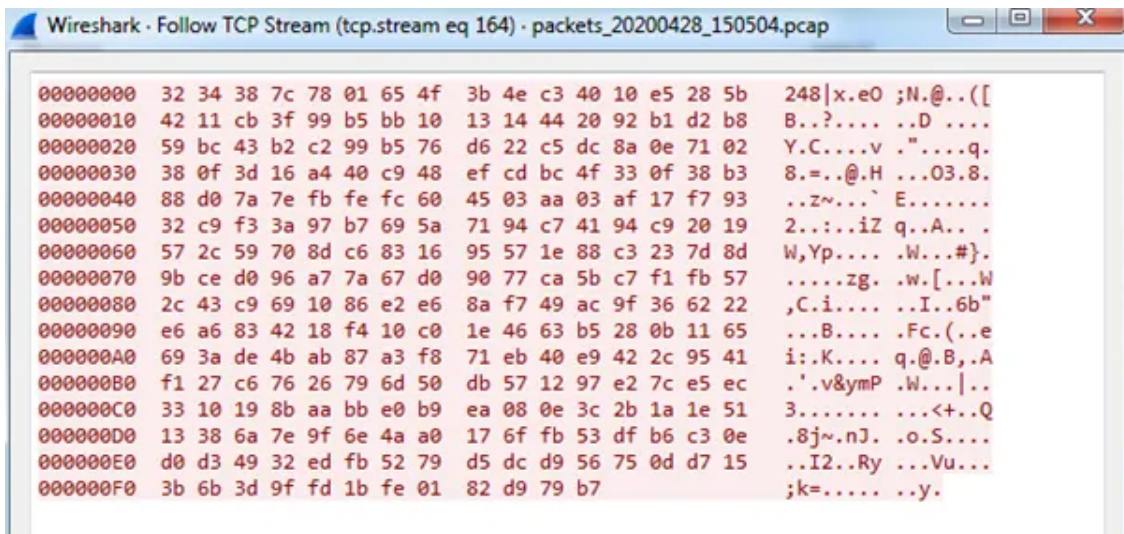 Wireshark · Follow TCP Stream (tcp.stream eq 164) · packets_20200428_150504.pcap
00000000  32 34 38 7c 78 01 65 4f  3b 4e c3 40 10 e5 28 5b   248|x.eO ;N.@..([
00000010  42 11 cb 3f 99 b5 bb 10  13 14 44 20 92 b1 d2 b8   B..?.... ..D ....
00000020  59 bc 43 b2 c2 99 b5 76  d6 22 c5 dc 8a 0e 71 02   Y.C....v ."....q.
00000030  38 0f 3d 16 a4 40 c9 48  ef cd bc 4f 33 0f 38 b3   8.=..@.H ...O3.8.
00000040  88 d0 7a 7e fb fe fc 60  45 03 aa 03 af 17 f7 93   ..z~...` E.......
00000050  32 c9 f3 3a 97 b7 69 5a  71 94 c7 41 94 c9 20 19   2..:..iZ q..A.. .
00000060  57 2c 59 70 8d c6 83 16  95 57 1e 88 c3 23 7d 8d   W,Yp.... .W...#}.
00000070  9b ce d0 96 a7 7a 67 d0  90 77 ca 5b c7 f1 fb 57   .....zg. .w.[...W
00000080  2c 43 c9 69 10 86 e2 e6  8a f7 49 ac 9f 36 62 22   ,C.i.... ..I..6b"
00000090  e6 a6 83 42 18 f4 10 c0  1e 46 63 b5 28 0b 11 65   ...B.... .Fc.(..e
000000A0  69 3a de 4b ab 87 a3 f8  71 eb 40 e9 42 2c 95 41   i:.K.... q.@.B,.A
000000B0  f1 27 c6 76 26 79 6d 50  db 57 12 97 e2 7c e5 ec   .'.v&ymP .W...|..
000000C0  33 10 19 8b aa bb e0 b9  ea 08 0e 3c 2b 1a 1e 51   3....... ...<+..Q
000000D0  13 38 6a 7e 9f 6e 4a a0  17 6f fb 53 df b6 c3 0e   .8j~.nJ. .o.S....
000000E0  d0 d3 49 32 ed fb 52 79  d5 dc d9 56 75 0d d7 15   ..I2..Ry ...Vu...
000000F0  3b 6b 3d 9f fd 1b fe 01  82 d9 79 b7               ;k=..... ..y.